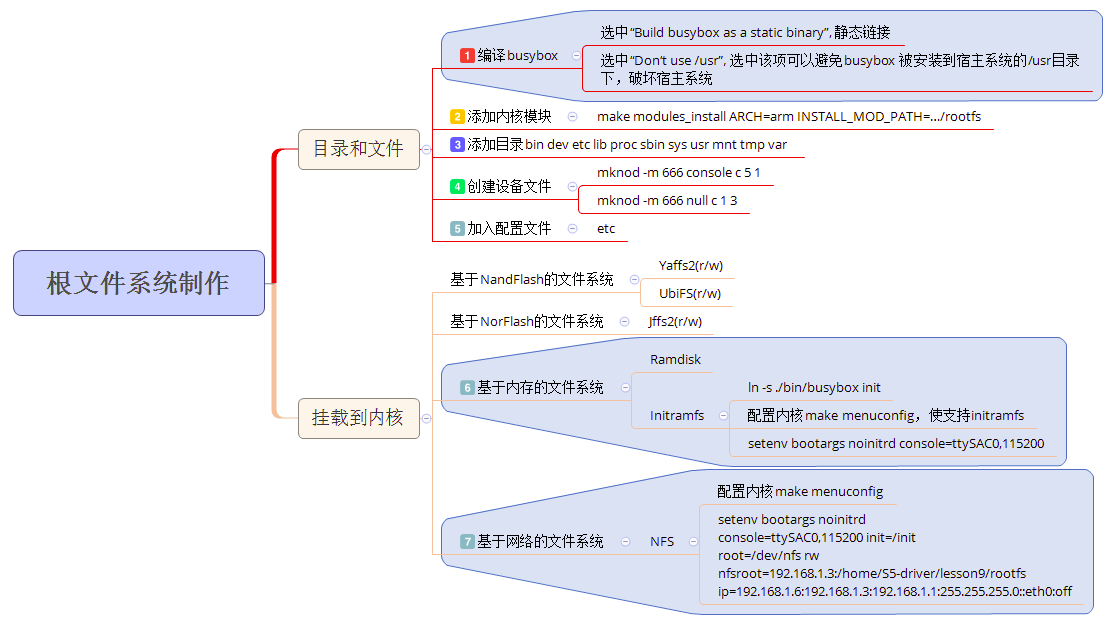 根文件系统制作
目录和文件
1 编译busybox
选中“Build busybox as a static binary”, 静态链接
选中“Don’t use /usr”, 选中该项可以避免busybox 被安装到宿主系统的/usr目录
下，破坏宿主系统
2 添加内核模块
make modules_install ARCH=arm INSTALL_MOD_PATH=.../rootfs
3 添加目录bin dev etc lib proc sbin sys usr mnt tmp var
4 创建设备文件
mknod -m 666 console c 5 1
mknod -m 666 null c 1 3
5 加入配置文件
etc
挂载到内核
基于NandFlash的文件系统
Yaffs2(r/w)
UbiFS(r/w)
基于NorFlash的文件系统
Jffs2(r/w)
6 基于内存的文件系统
Ramdisk
Initramfs
ln -s ./bin/busybox init
配置内核make menuconfig，使支持initramfs
setenv bootargs noinitrd console=ttySAC0,115200
7 基于网络的文件系统
NFS
配置内核make menuconfig
setenv bootargs noinitrd
console=ttySAC0,115200 init=/init
root=/dev/nfs rw
nfsroot=192.168.1.3:/home/S5-driver/lesson9/rootfs
ip=192.168.1.6:192.168.1.3:192.168.1.1:255.255.255.0::eth0:off